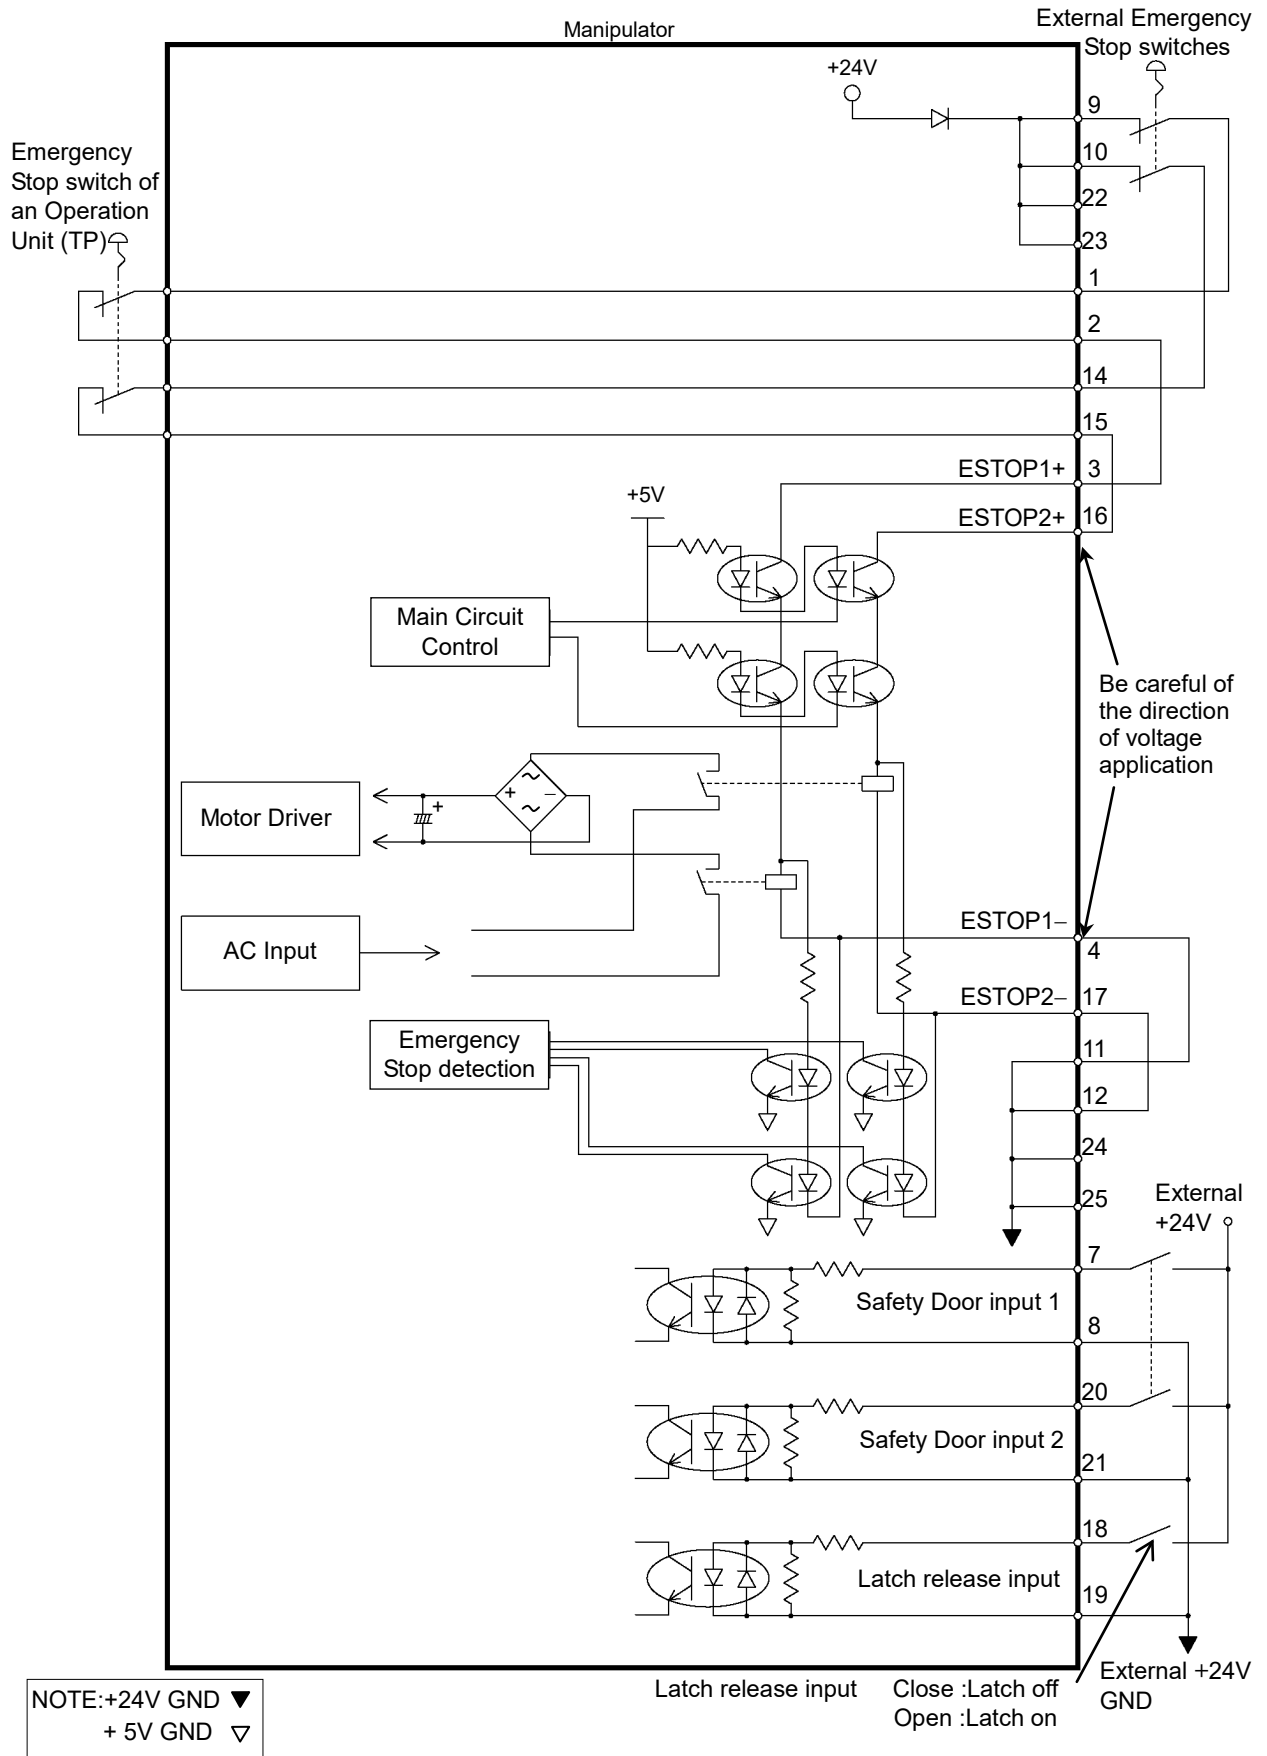 Manipulator
External Emergency
Stop switches
+24V
9
10
22
23
Emergency
Stop switch of
an Operation
Unit (TP)
1
2
14
15
ESTOP1+ 3
ESTOP2+ 16
+5V
Main Circuit
Control
Be careful of
the direction
of voltage
application
Motor Driver
+ −
+
AC Input
ESTOP1−
4
ESTOP2− 17
Emergency
Stop detection
11
12
24
25
External
+24V
7
Safety Door input 1
8
20
Safety Door input 2
21
18
Latch release input
19
External +24V
GND
Latch release input Close :Latch off
Open :Latch on
NOTE:+24V GND
+ 5V GND